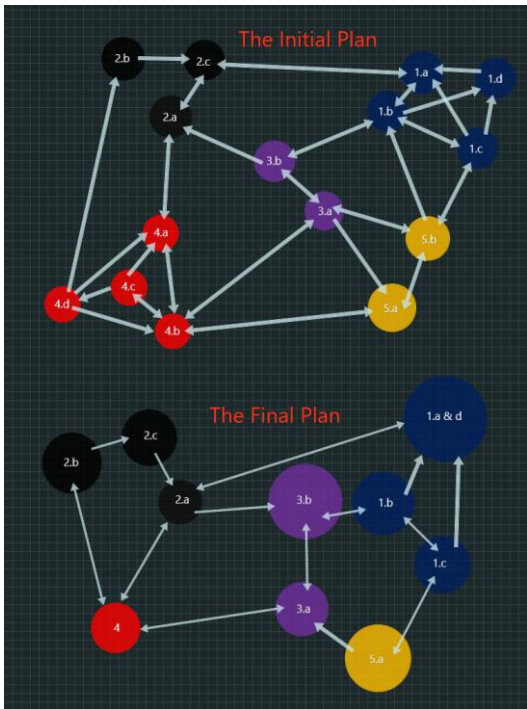 The Initial Plan
2.b
2.c
1.a
1.d
2.a
1.b
3.b
1.c
3.a
4.a
5.b
4.c
4.d
5.a
4.b
The Final Plan
1.a & d
2.c
2.b
2.a
3.b
1.b
1.c
3.a
4
5.a